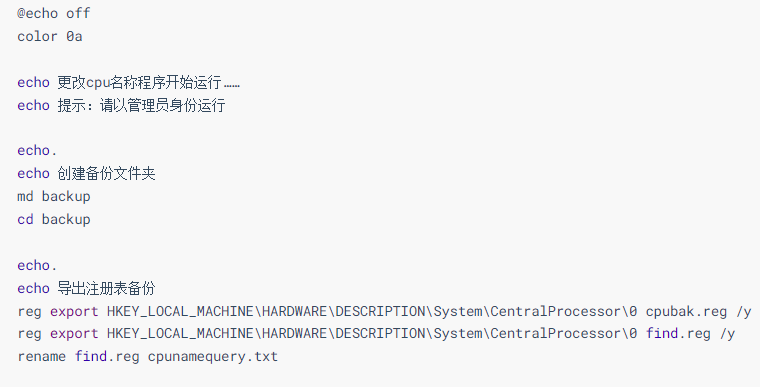 @echo off
color 0a
echo 更改cpu名称程序开始运行……
echo 提示：请以管理员身份运行
echo.
echo 创建备份文件夹
md backup
cd backup
echo.
echo 导出注册表备份
reg export HKEY_LOCAL_MACHINE\HARDWARE\DESCRIPTION\System\CentralProcessor\0 cpubak.reg /y
reg export HKEY_LOCAL_MACHINE\HARDWARE\DESCRIPTION\System\CentralProcessor\0 find.reg /y
rename find.reg cpunamequery.txt